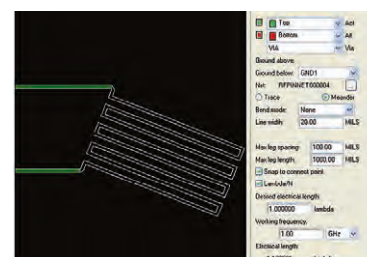 Top Act
Bottom Alt
VIA Via
Ground above:
Ground below: GND1
Net: RFPINNET000004 ...
Trace Meander
Bend mode: None
Line width: 20.00 MILS
Max leg spacing: 100.00 MILS
Max leg length: 1000.00 MILS
Snap to connect point
Lambda/N
Desired electrical length:
1.000000 lambda
Working frequency:
1.00 GHz
Electrical length: